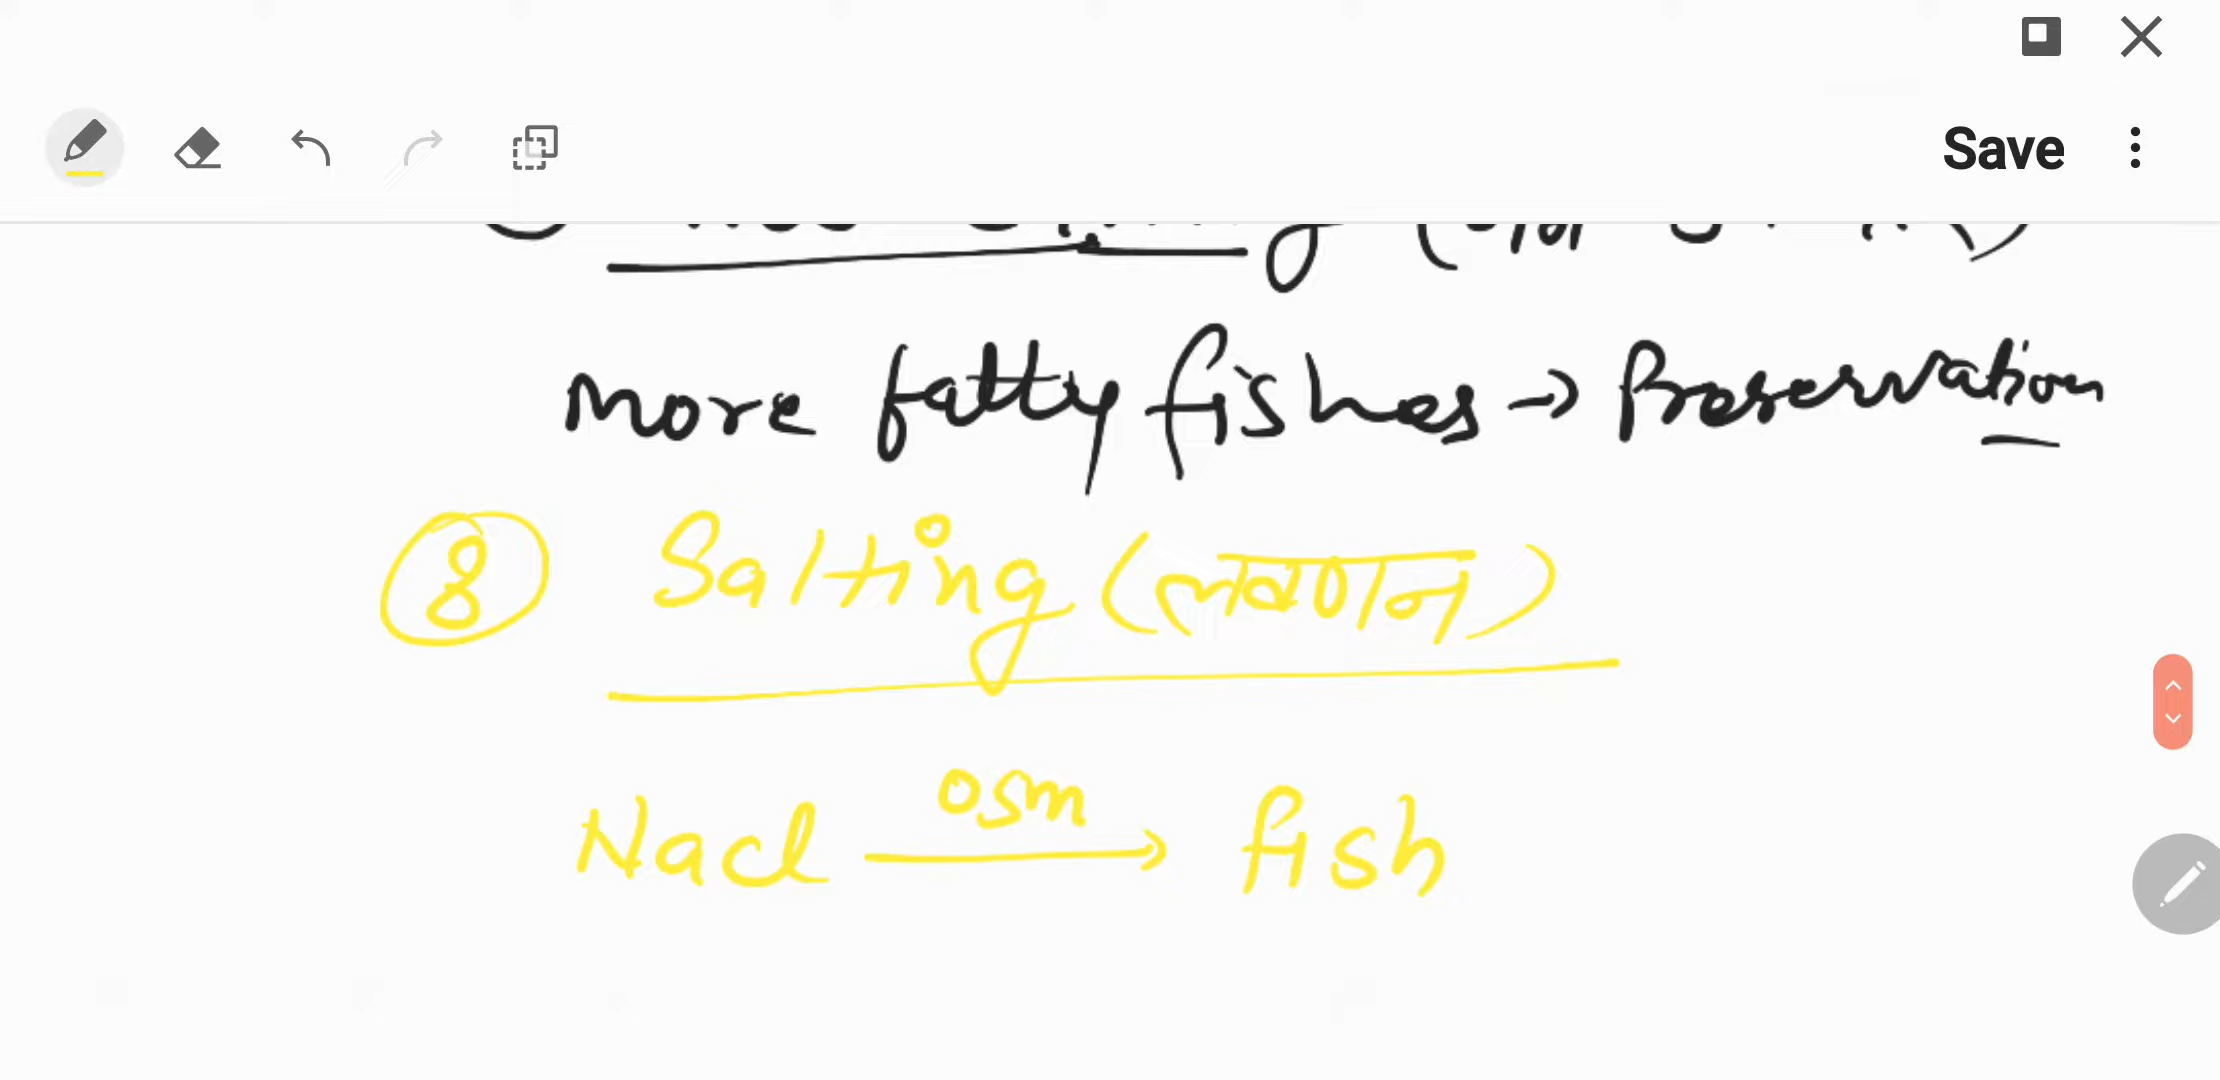 Save
more fatty fishes → Preservation
8 Salting (लवणन)
Nacl osm → fish